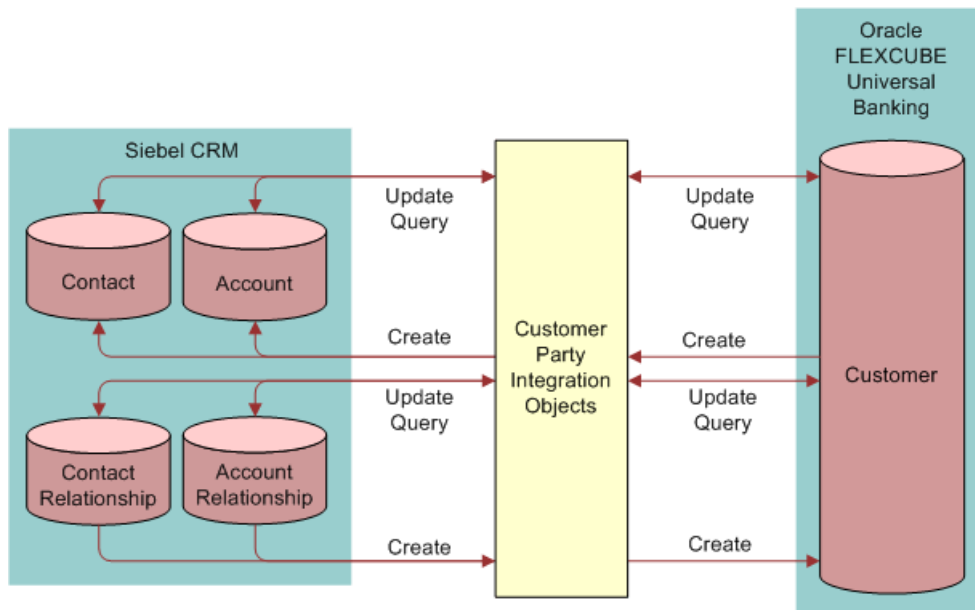 Oracle
FLEXCUBE
Universal
Banking
Siebel CRM
Update
Query
Update
Query
Contact
Account
Create
Create
Customer
Party
Integration
Objects
Customer
Update
Query
Update
Query
Contact
Relationship
Account
Relationship
Create
Create